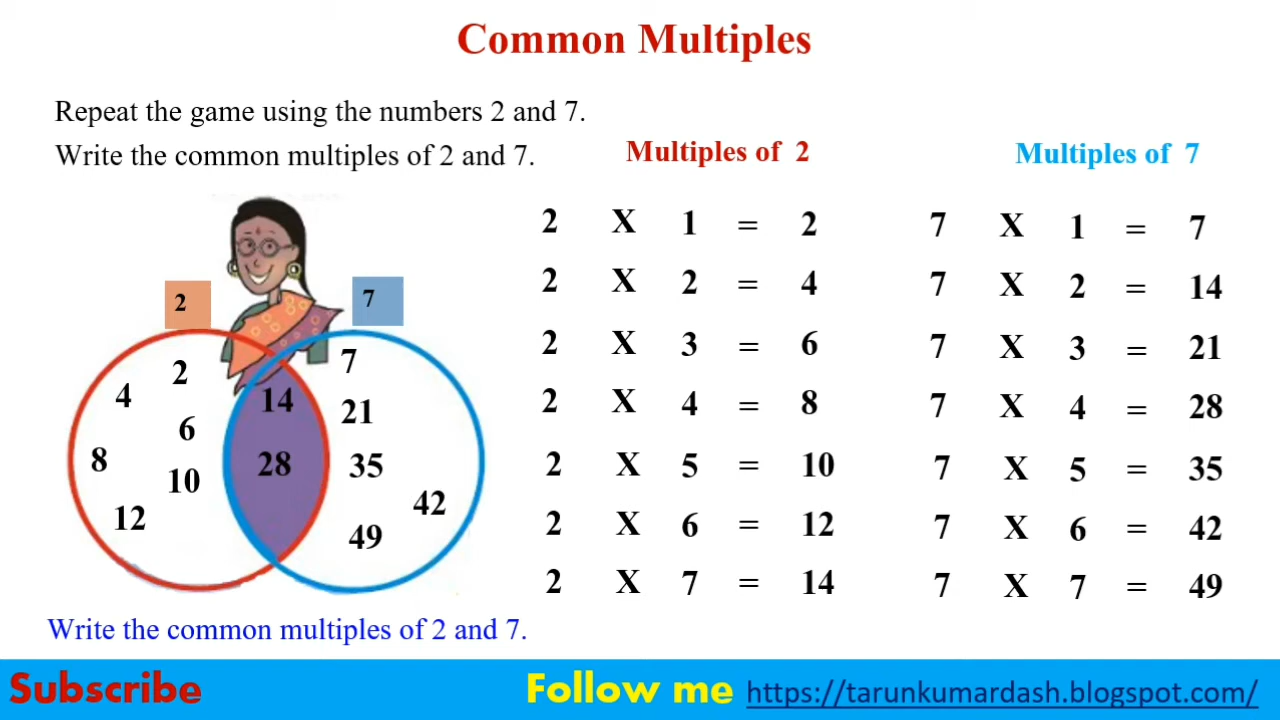 Common Multiples
Repeat the game using the numbers 2 and 7.
Write the common multiples of 2 and 7.
Multiples of 2
Multiples of 7
2 X 1 = 2
2 X 2 = 4
2 X 3 = 6
2 X 4 = 8
2 X 5 = 10
2 X 6 = 12
2 X 7 = 14
7 X 1 = 7
7 X 2 = 14
7 X 3 = 21
7 X 4 = 28
7 X 5 = 35
7 X 6 = 42
7 X 7 = 49
2
7
2
4
6
8
10
12
14
28
7
21
35
42
49
Write the common multiples of 2 and 7.
Subscribe
Follow me https://tarunkumardash.blogspot.com/